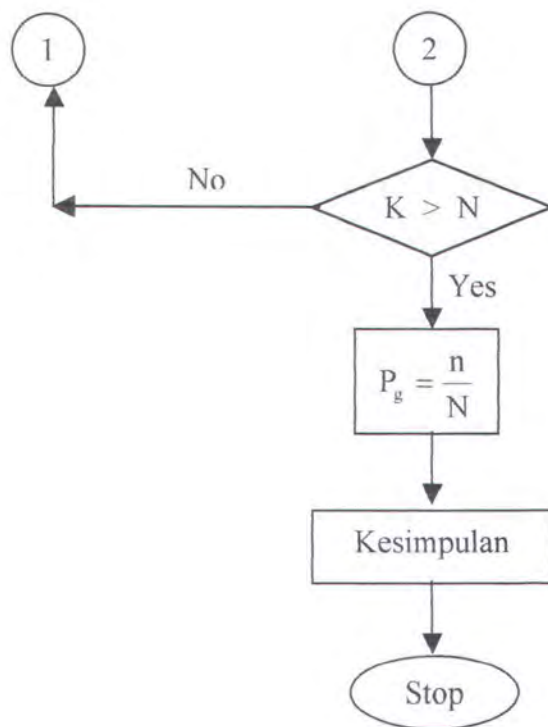 1
2
No
K > N
Yes
P_g = n/N
Kesimpulan
Stop